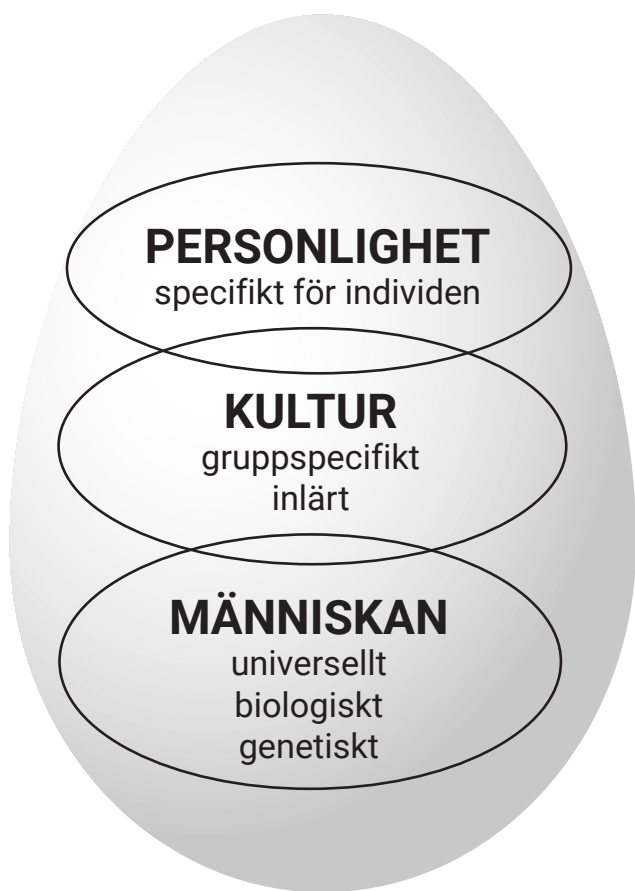 PERSONLIGHET
specifikt för individen
KULTUR
gruppspecifikt
inlärt
MÄNNISKAN
universellt
biologiskt
genetiskt